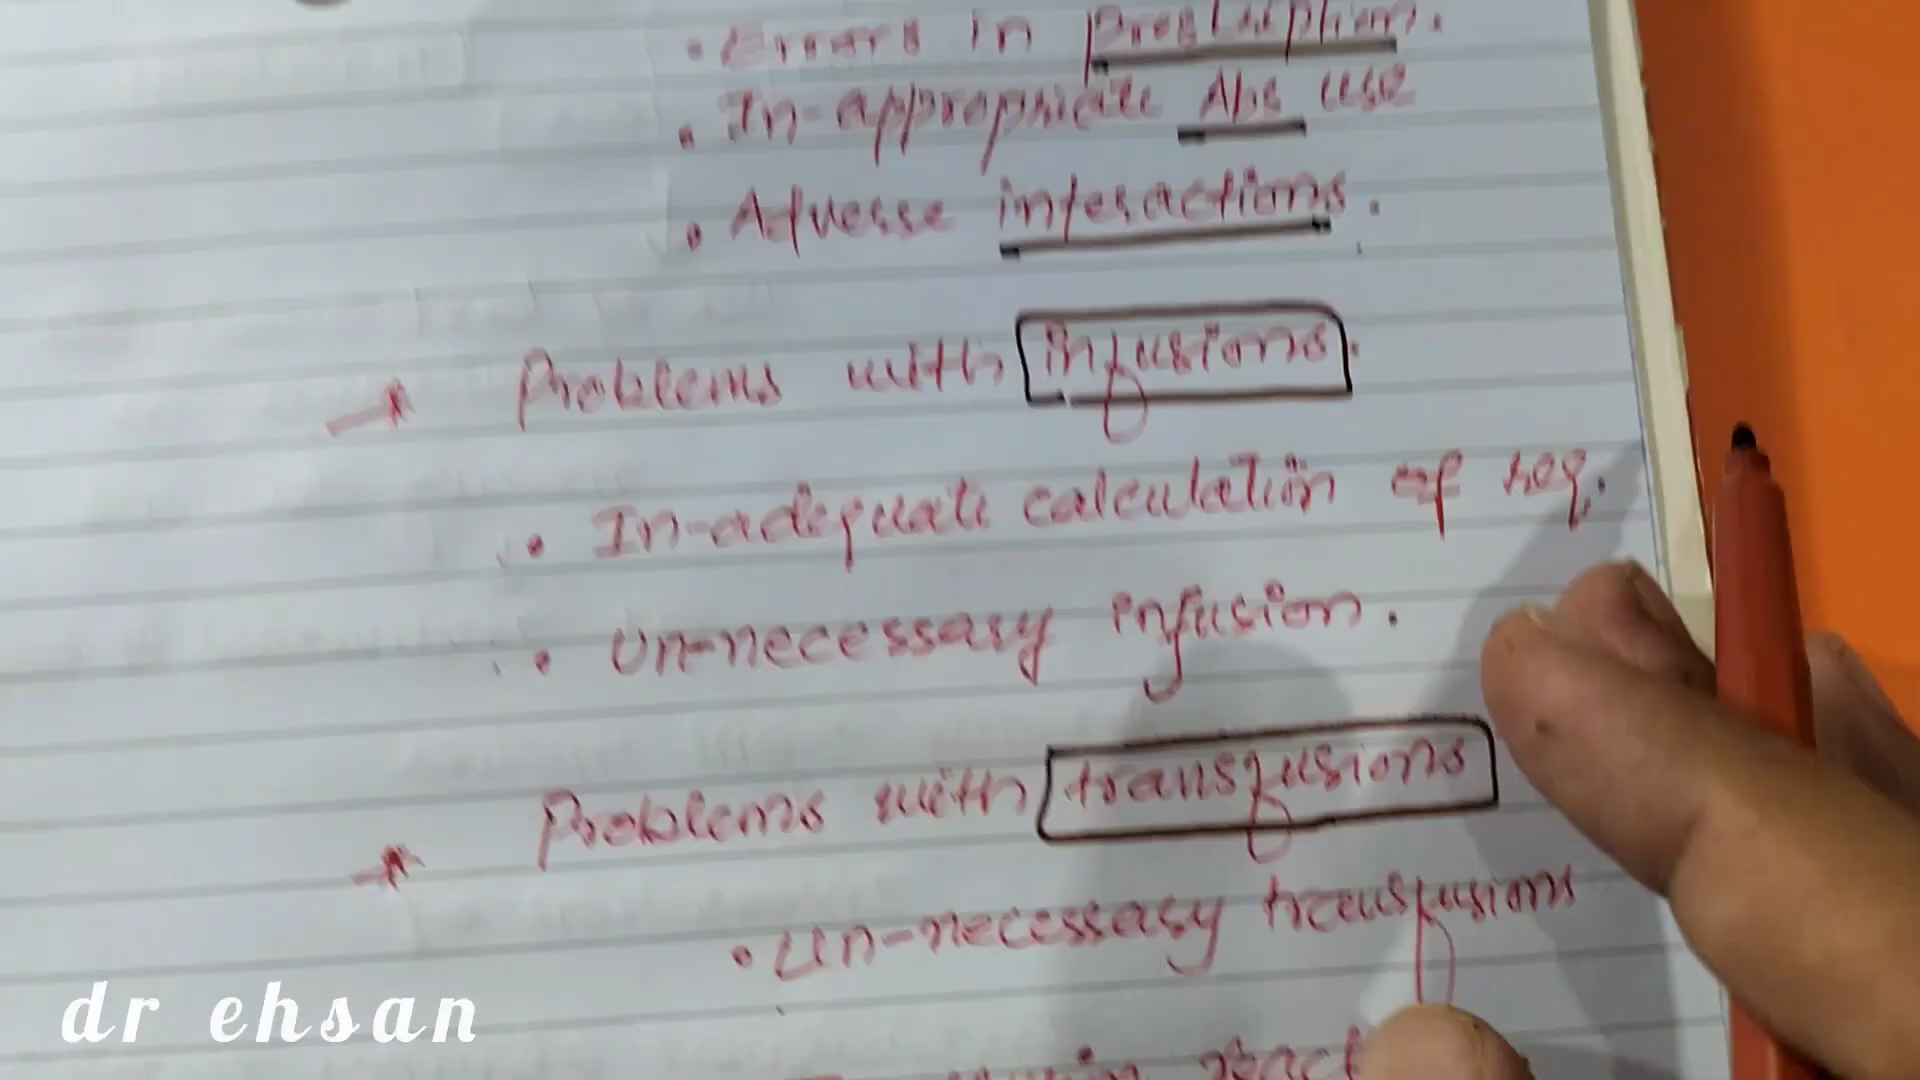 • Errors in prescription.
• In-appropriate Abs use
• Adverse interactions.
→ Problems with infusions.
• In-adequate calculation of req.
• Un-necessary infusion.
→ Problems with transfusions
• Un-necessary transfusions
dr ehsan